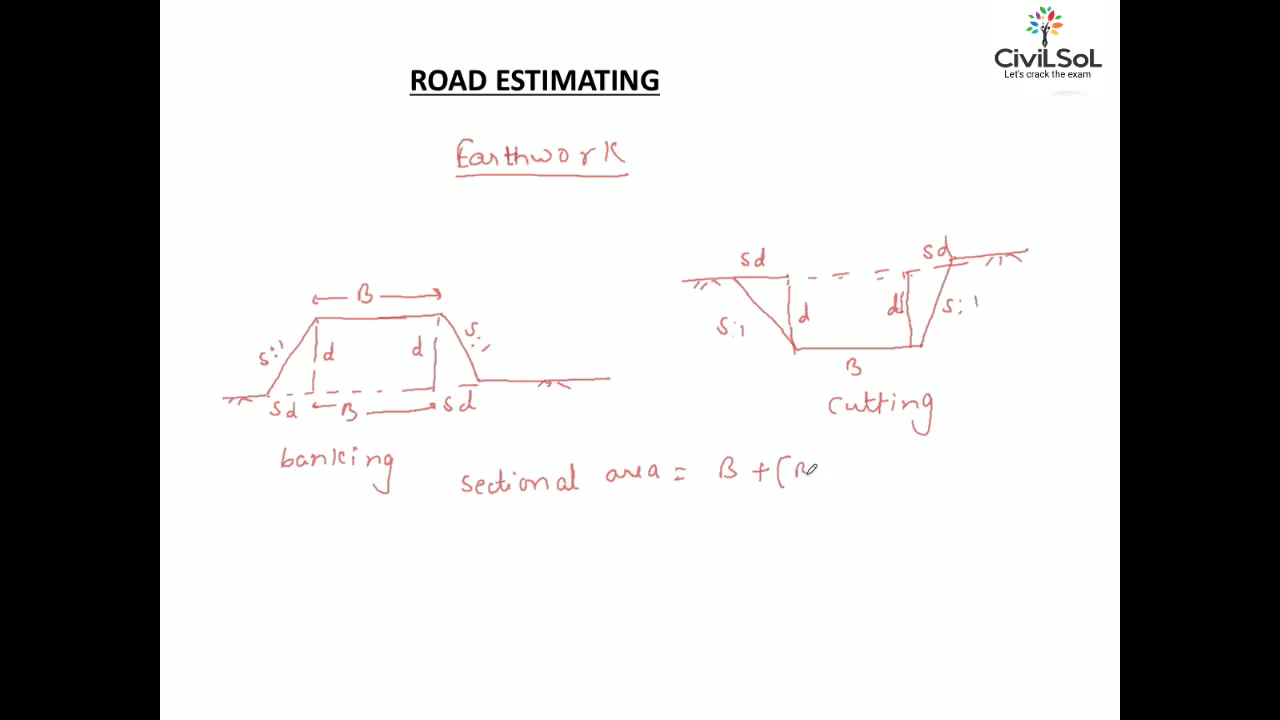 CiviLSoL
Let's crack the exam
ROAD ESTIMATING
Earthwork
sd sd
B
d d s:1
s:1
s:1 d d s:1
B
sd B sd
cutting
banking
sectional area = B + (B